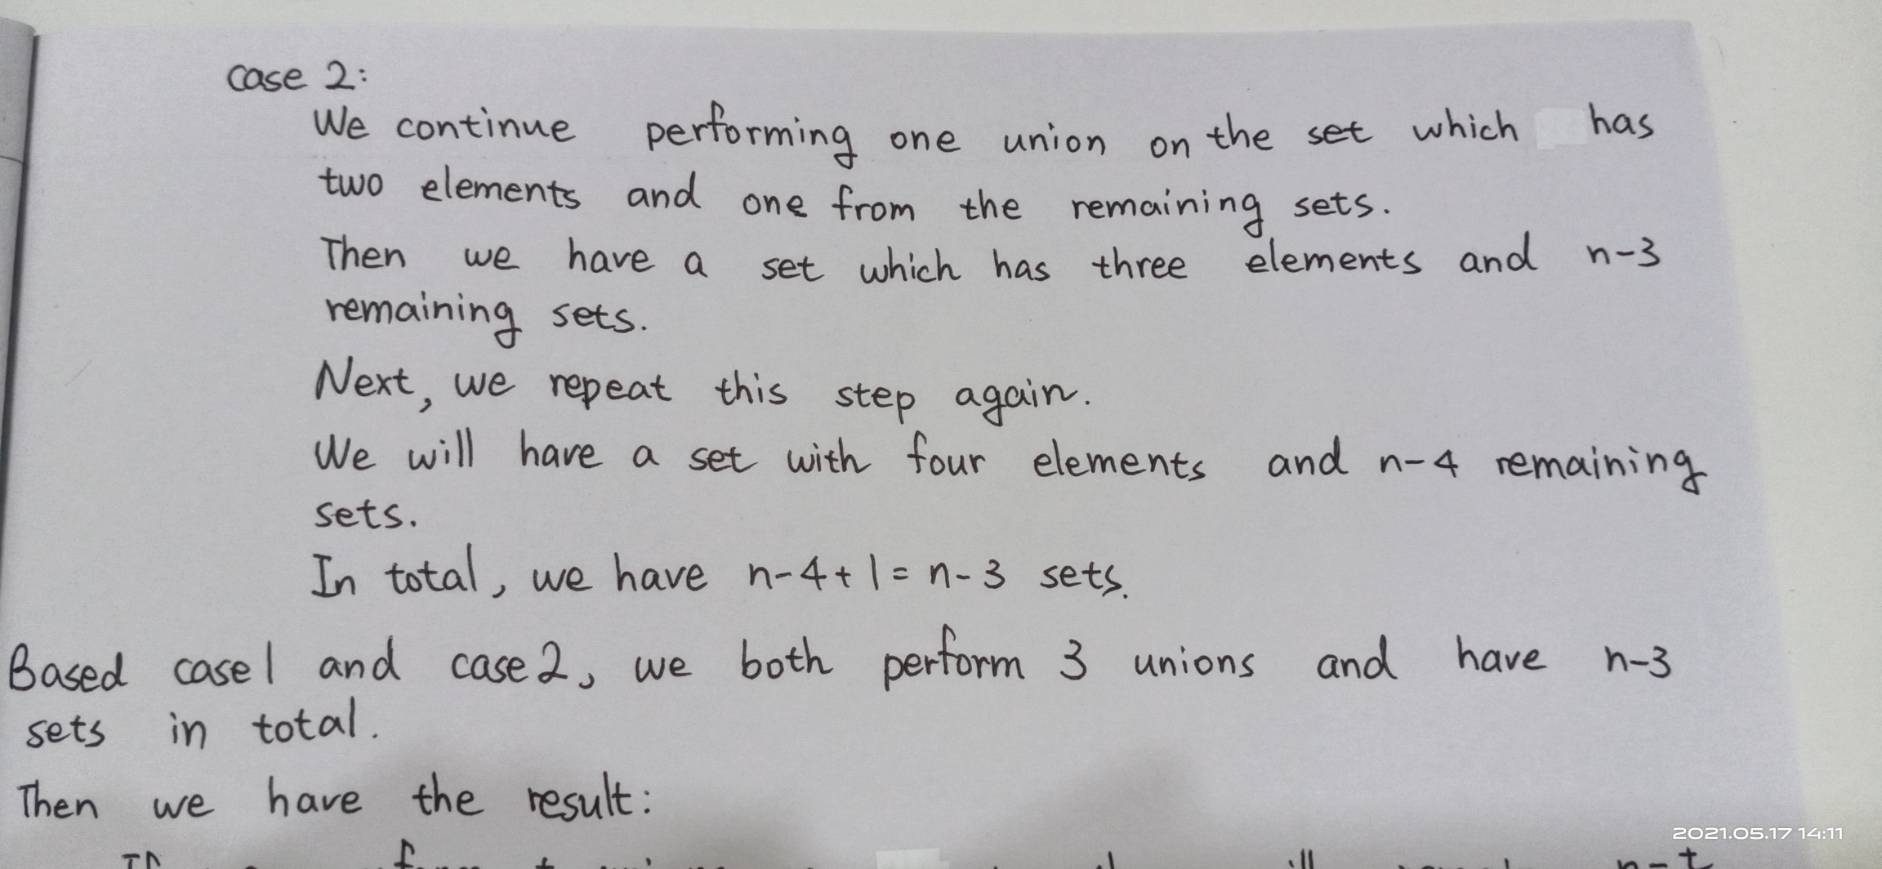 case 2:
We continue performing one union on the set which has
two elements and one from the remaining sets.
Then we have a set which has three elements and n-3
remaining sets.
Next, we repeat this step again.
We will have a set with four elements and n-4 remaining
sets.
In total, we have n-4+1=n-3 sets.
Based case1 and case2, we both perform 3 unions and have n-3
sets in total.
Then we have the result:
n-t
2021.05.17 14:11